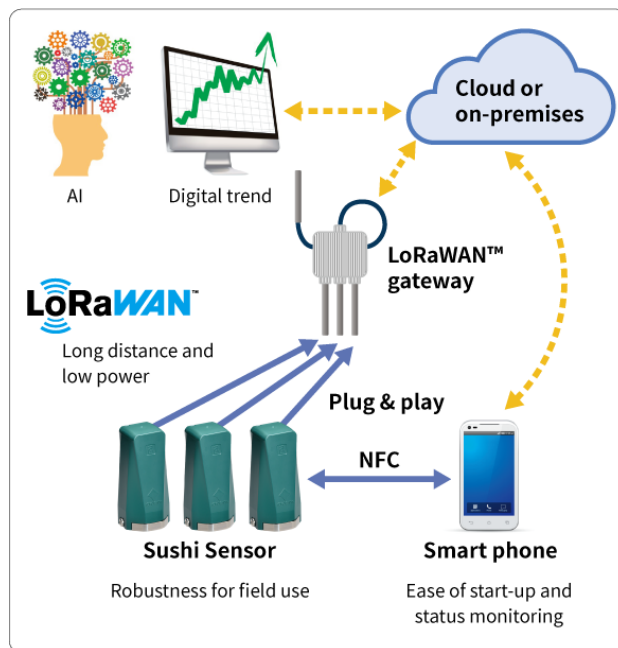 Cloud or
on-premises
AI
Digital trend
LoRaWAN™
gateway
LoRaWAN™
Long distance and
low power
Plug & play
NFC
Sushi Sensor
Smart phone
Robustness for field use
Ease of start-up and
status monitoring